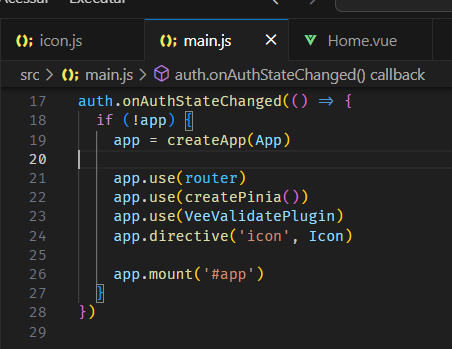 Acessar Executar
icon.js main.js × Home.vue
src > main.js > auth.onAuthStateChanged() callback
17 auth.onAuthStateChanged(() => {
18 if (!app) {
19 app = createApp(App)
20
21 app.use(router)
22 app.use(createPinia())
23 app.use(VeeValidatePlugin)
24 app.directive('icon', Icon)
25
26 app.mount('#app')
27 }
28 })
29